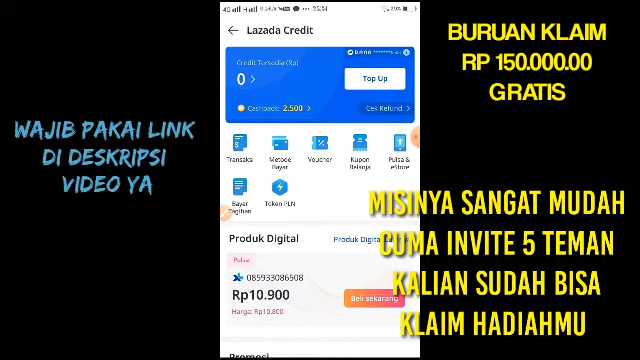 WAJIB PAKAI LINK
DI DESKRIPSI
VIDEO YA
Lazada Credit
Credit Tersedia (Rp)
DANA
0 >
Top Up
Cashback: 2.500 >
Cek Refund >
Transaksi
Metode Bayar
Voucher
Kupon Belanja
Pulsa & eStore
Bayar Tagihan
Token PLN
Produk Digital
Produk Digital
Pulsa
085933086508
Rp10.900
Harga: Rp10.800
Beli sekarang
Promosi
BURUAN KLAIM
RP 150.000.00
GRATIS
MISINYA SANGAT MUDAH
CUMA INVITE 5 TEMAN
KALIAN SUDAH BISA
KLAIM HADIAHMU